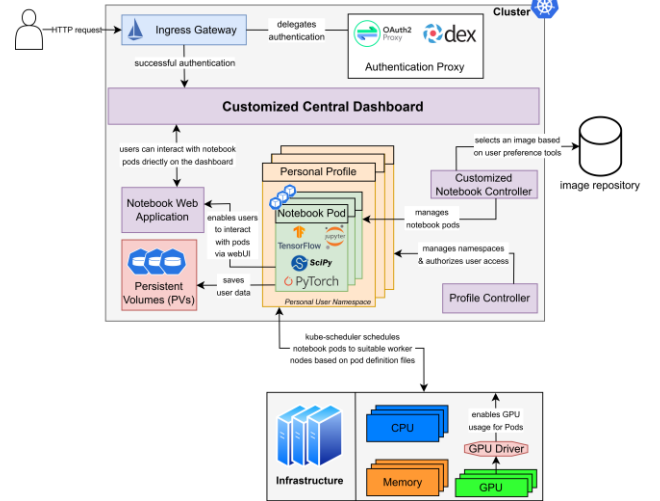 Cluster
HTTP request
Ingress Gateway
delegates
authentication
OAuth2
Proxy
dex
Authentication Proxy
successful authentication
Customized Central Dashboard
users can interact with notebook
pods directly on the dashboard
selects an image based
on user preference tools
image repository
Personal Profile
Customized
Notebook Controller
Notebook Web
Application
Notebook Pod
enables users
to interact
with pods
via webUI
manages
notebook pods
TensorFlow
jupyter
SciPy
PyTorch
manages namespaces
& authorizes user access
Persistent
Volumes (PVs)
saves
user data
Personal User Namespace
Profile Controller
kube-scheduler schedules
notebook pods to suitable worker
nodes based on pod definition files
Infrastructure
CPU
Memory
enables GPU
usage for Pods
GPU Driver
GPU